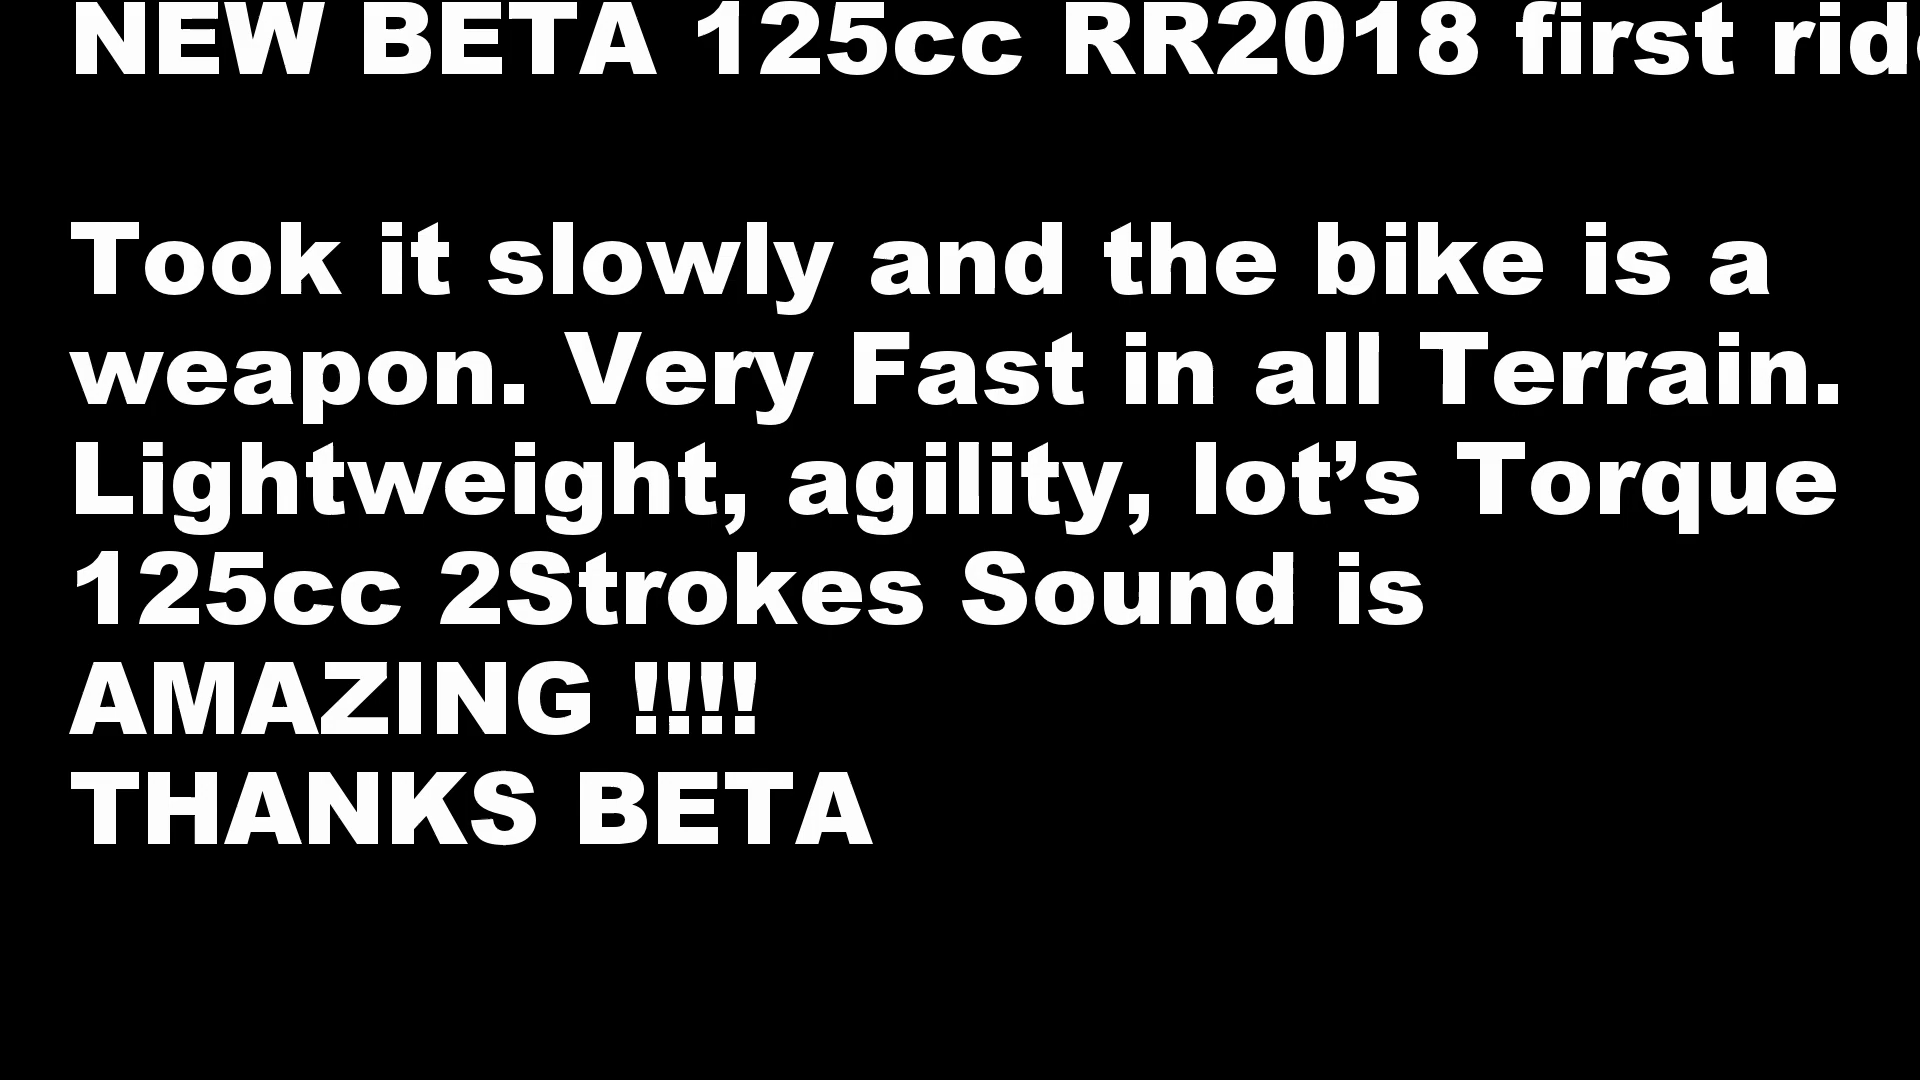 NEW BETA 125cc RR2018 first ride
Took it slowly and the bike is a
weapon. Very Fast in all Terrain.
Lightweight, agility, lot’s Torque
125cc 2Strokes Sound is
AMAZING !!!!
THANKS BETA